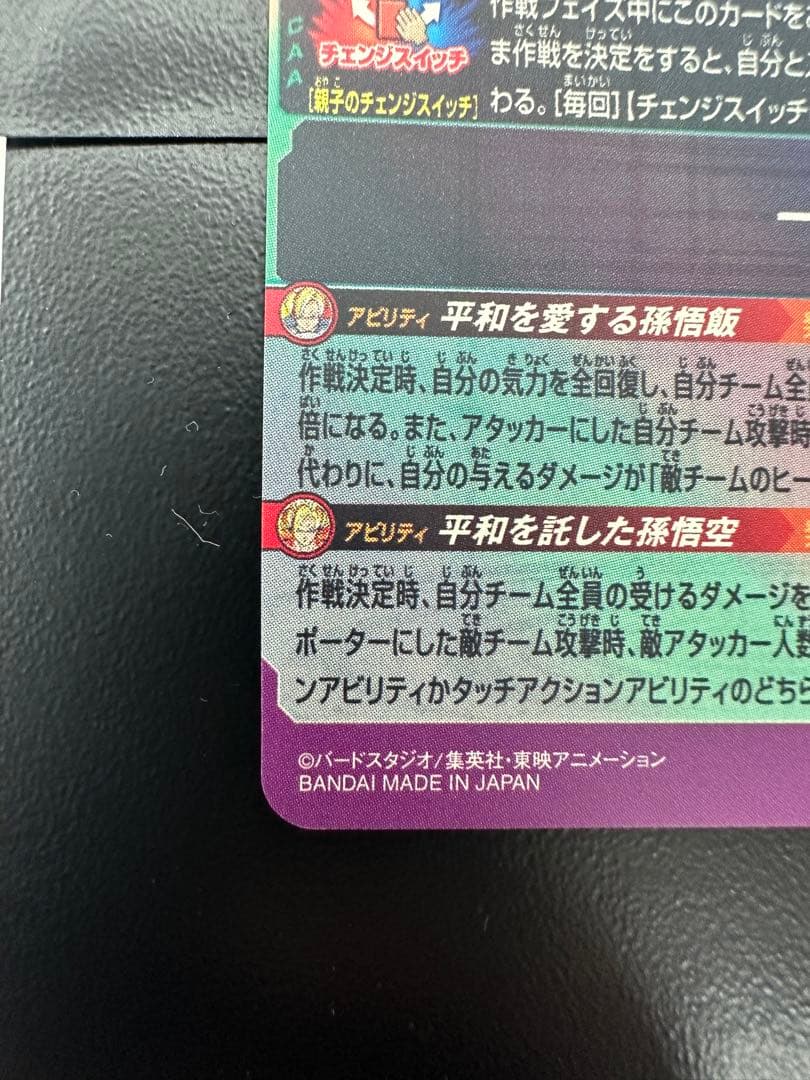 CAA
作戦フェイズ中にこのカードを
チェンジスイッチ
ま作戦を決定をすると、自分と
[親子のチェンジスイッチ]
わる。[毎回]【チェンジスイッチ
アビリティ 平和を愛する孫悟飯
作戦決定時、自分の気力を全回復し、自分チーム全
倍になる。また、アタッカーにした自分チーム攻撃時
代わりに、自分の与えるダメージが「敵チームのヒー
アビリティ 平和を託した孫悟空
作戦決定時、自分チーム全員の受けるダメージを
ポーターにした敵チーム攻撃時、敵アタッカー人数
ンアビリティかタッチアクションアビリティのどちら
©バードスタジオ/集英社・東映アニメーション
BANDAI MADE IN JAPAN